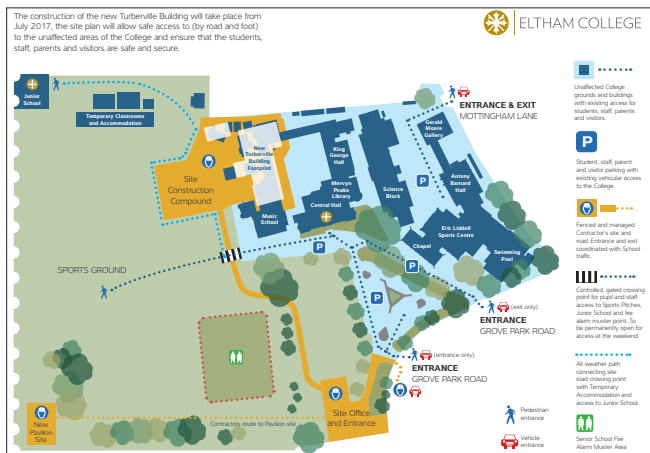 The construction of the new Turberville Building will take place from
July 2017, the site plan will allow safe access to (by road and foot)
to the unaffected areas of the College and ensure that the students,
staff, parents and visitors are safe and secure.
ELTHAM COLLEGE
Junior
School
Temporary Classrooms
and Accommodation
ENTRANCE & EXIT
MOTTINGHAM LANE
Gerald
Moore
Gallery
New
Turberville
Building
Footprint
King
George
Hall
Site
Construction
Compound
Mervyn
Peake
Library
Central Hall
Science
Block
Antony
Barnard
Hall
P
Music
School
Eric Liddell
Sports Centre
Chapel
Swimming
Pool
P
P
P
SPORTS GROUND
(exit only)
ENTRANCE
GROVE PARK ROAD
(entrance only)
ENTRANCE
GROVE PARK ROAD
New
Pavilion
Site
Contractors route to Pavilion site
Site Office
and Entrance
Unaffected College
grounds and buildings
with existing access for
students, staff, parents
and visitors.
P
Student, staff, parent
and visitor parking with
existing vehicular access
to the College.
Fenced and managed
Contractor's site and
road. Entrance and exit
coordinated with School
traffic.
Controlled, gated crossing
point for pupil and staff
access to Sports Pitches,
Junior School and fire
alarm muster point. To
be permanently open for
access at the weekend.
All weather path
connecting site
road crossing point
with Temporary
Accommodation and
access to Junior School
Pedestrian
entrance
Vehicle
entrance
Senior School Fire
Alarm Muster Area